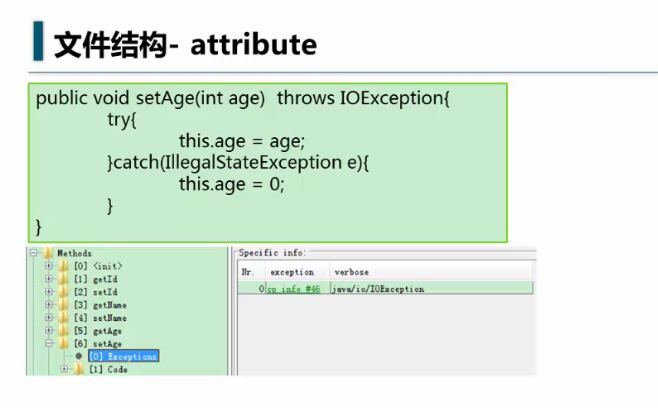 文件结构- attribute
public void setAge(int age)  throws IOException{
try{
this.age = age;
}catch(IllegalStateException e){
this.age = 0;
}
}
Methods
[0] <init>
[1] getId
[2] setId
[3] getName
[4] setName
[5] getAge
[6] setAge
[0] Exceptions
[1] Code
Specific info:
Nr. exception verbose
0 cp_info #46 java/io/IOException